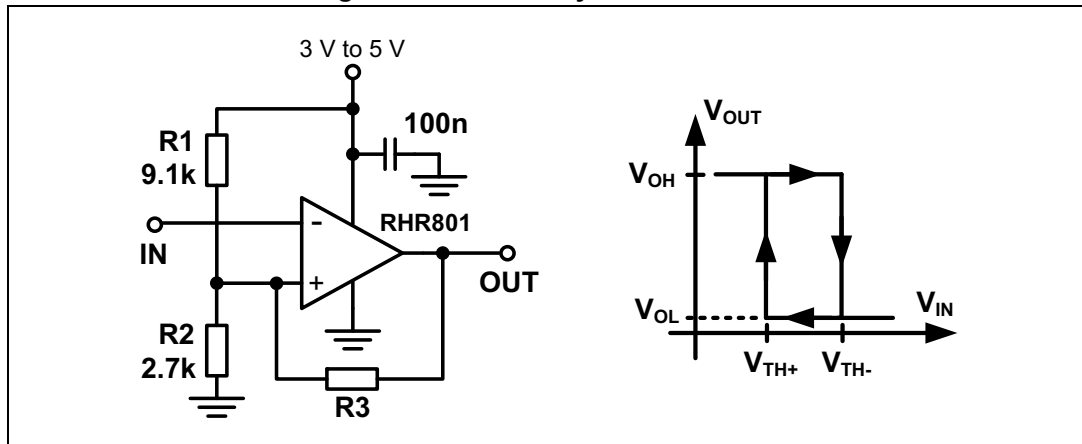 3 V to 5 V
100n
R1
9.1k
RHR801
-
IN
+
OUT
R2
2.7k
R3
VOUT
VOH
VOL
VIN
VTH+
VTH-